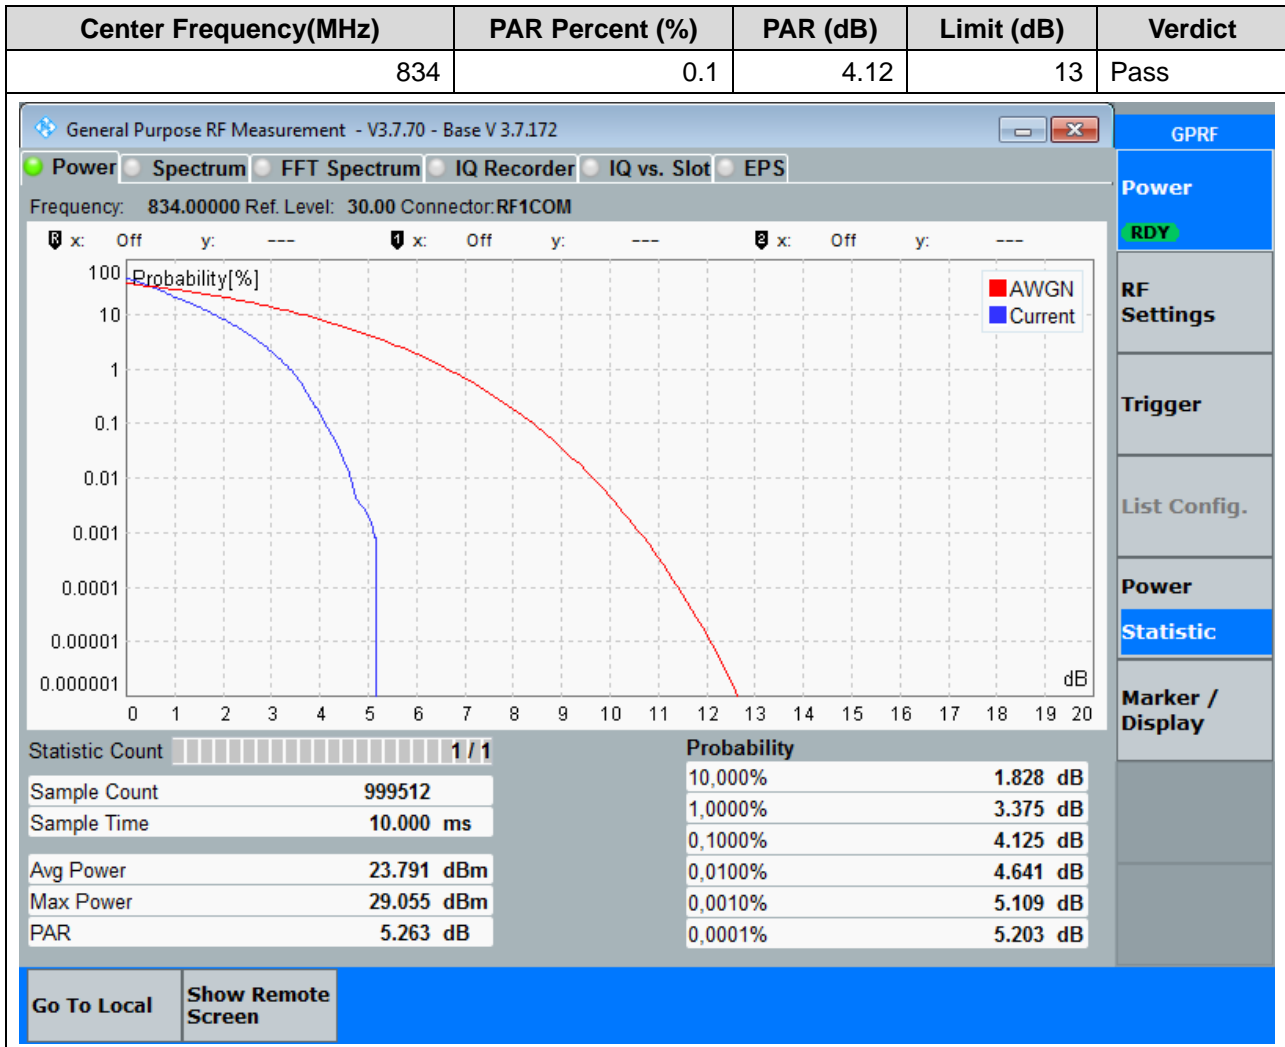 Center Frequency(MHz) PAR Percent (%) PAR (dB) Limit (dB) Verdict
834 0.1 4.12 13 Pass
General Purpose RF Measurement - V3.7.70 - Base V 3.7.172
GPRF
Power Spectrum FFT Spectrum IQ Recorder IQ vs. Slot EPS
Power
RDY
Frequency: 834.00000 Ref. Level: 30.00 Connector:RF1COM
R x: Off y: --- 1 x: Off y: --- 2 x: Off y: ---
Probability[%]
AWGN
Current
100
10
1
0.1
0.01
0.001
0.0001
0.00001
0.000001
dB
0 1 2 3 4 5 6 7 8 9 10 11 12 13 14 15 16 17 18 19 20
RF
Settings
Trigger
List Config.
Power
Statistic
Marker /
Display
Statistic Count 1 / 1
Sample Count 999512
Sample Time 10.000 ms
Avg Power 23.791 dBm
Max Power 29.055 dBm
PAR 5.263 dB
Probability
10,000% 1.828 dB
1,0000% 3.375 dB
0,1000% 4.125 dB
0,0100% 4.641 dB
0,0010% 5.109 dB
0,0001% 5.203 dB
Go To Local
Show Remote
Screen